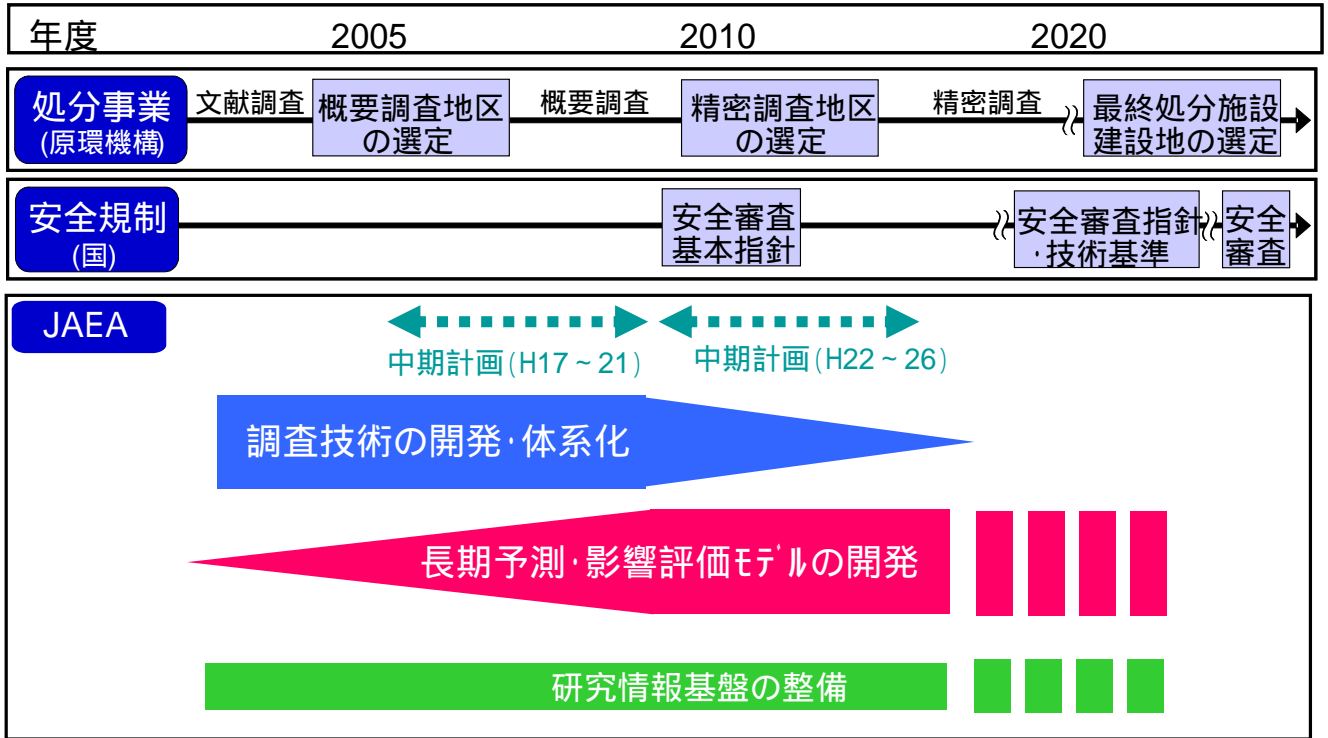 年度 2005 2010 2020
処分事業
(原環機構)
文献調査
概要調査地区
の選定
概要調査
精密調査地区
の選定
精密調査
最終処分施設
建設地の選定
安全規制
(国)
安全審査
基本指針
安全審査指針
・技術基準
安全
審査
JAEA
中期計画(H17～21)
中期計画(H22～26)
調査技術の開発・体系化
長期予測・影響評価ﾓﾃﾞﾙの開発
研究情報基盤の整備